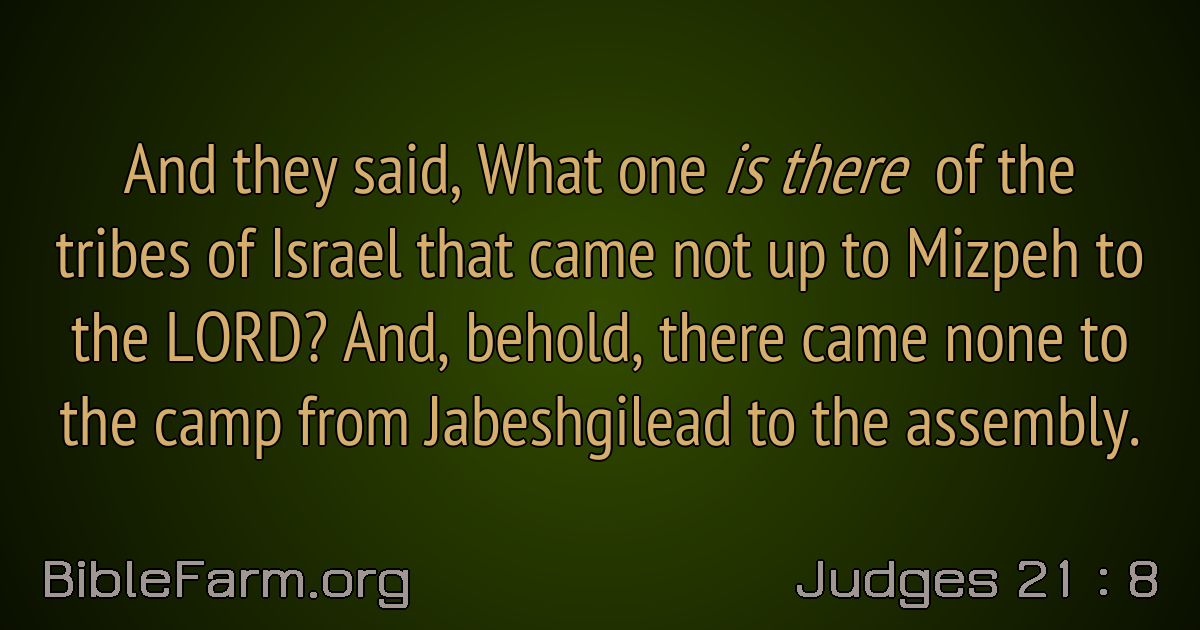 And they said, What one is there of the
tribes of Israel that came not up to Mizpeh to
the LORD? And, behold, there came none to
the camp from Jabeshgilead to the assembly.
BibleFarm.org
Judges 21 : 8